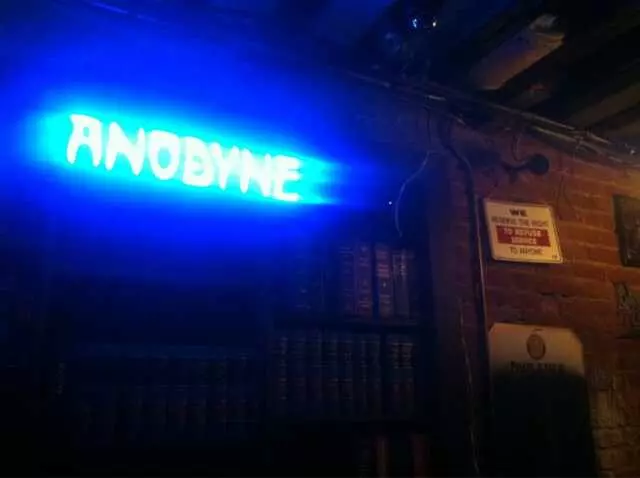 ANODYNE
WE
RESERVE THE RIGHT
TO REFUSE
SERVICE
TO ANYONE